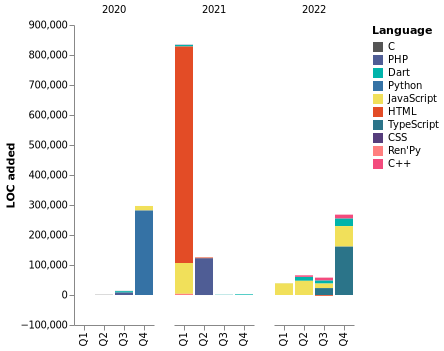 2020 2021 2022
Language
C
PHP
Dart
Python
JavaScript
HTML
TypeScript
CSS
Ren'Py
C++
LOC added
900,000
800,000
700,000
600,000
500,000
400,000
300,000
200,000
100,000
0
−100,000
Q1 Q2 Q3 Q4 Q1 Q2 Q3 Q4 Q1 Q2 Q3 Q4